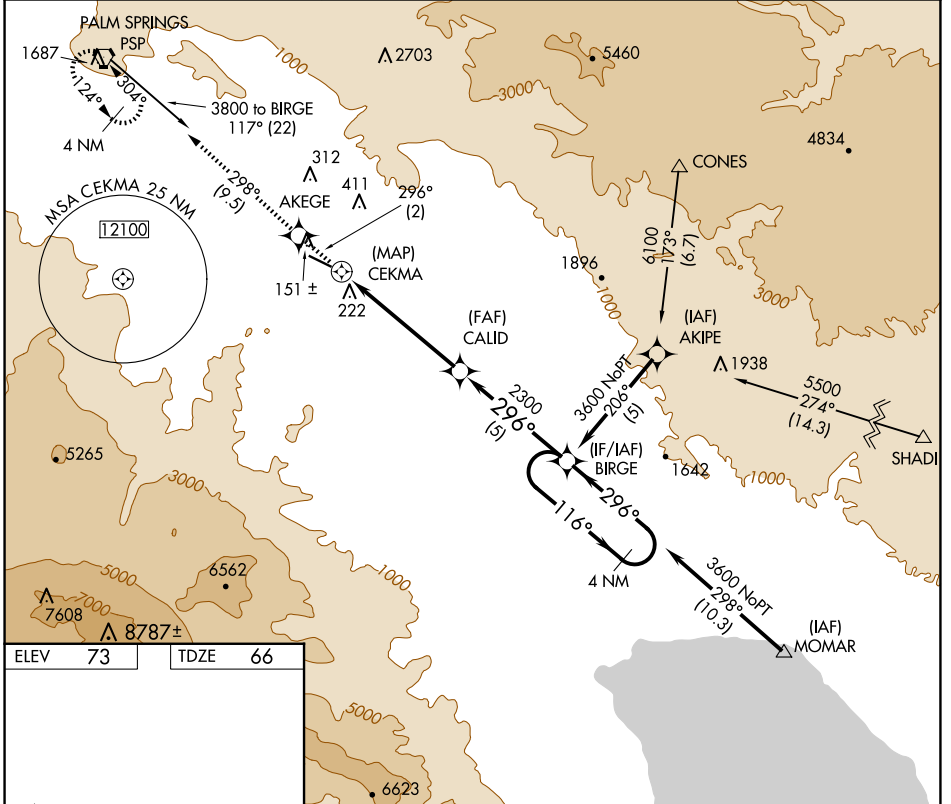 PALM SPRINGS
PSP
1687
304°
124°
4 NM
3800 to BIRGE
117° (22)
2703
1000
5460
3000
4834
CONES
312
411
298°
(9.5)
AKEGE
296°
(2)
MSA CEKMA 25 NM
12100
(MAP)
CEKMA
151 ±
222
6100
173°
(6.7)
1896
1000
3000
(IAF)
AKIPE
1938
5500
274°
(14.3)
SHADI
(FAF)
CALID
3600 NoPT
206°
(5)
2300
296°
(5)
(IF/IAF)
BIRGE
1642
1000
5265
3000
116°
296°
4 NM
3600 NoPT
298°
(10.3)
(IAF)
MOMAR
5000
6562
1000
7608
7000
8787±
ELEV 73
TDZE 66
5000
6623